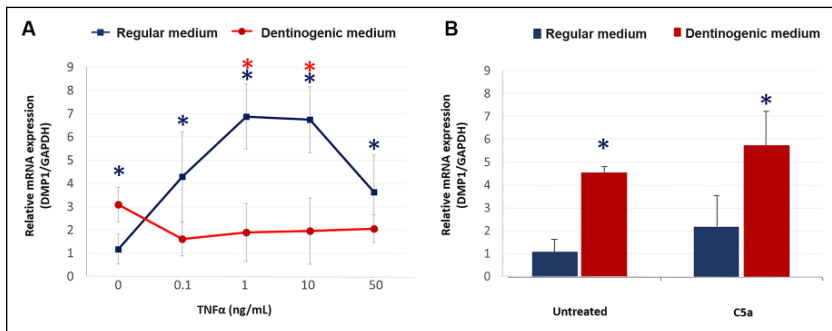 A
Regular medium
Dentinogenic medium
Relative mRNA expression
(DMP1/GAPDH)
9
8
7
6
5
4
3
2
1
0
*
*
*
*
*
*
*
0
0.1
1
10
50
TNFα (ng/mL)
B
Regular medium
Dentinogenic medium
Relative mRNA expression
(DMP1/GAPDH)
9
8
7
6
5
4
3
2
1
0
*
*
Untreated
C5a